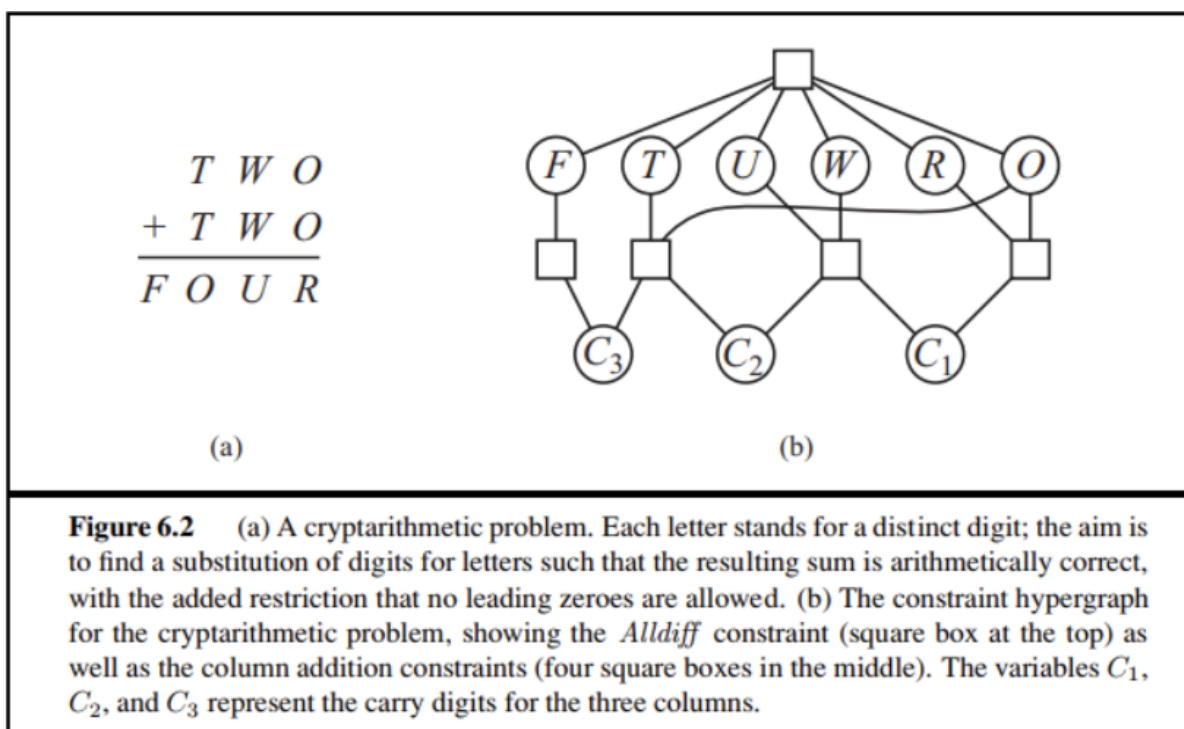 T W O
+ T W O
F O U R
(a)
F T U W R O
C3 C2 C1
(b)
Figure 6.2 (a) A cryptarithmetic problem. Each letter stands for a distinct digit; the aim is
to find a substitution of digits for letters such that the resulting sum is arithmetically correct,
with the added restriction that no leading zeroes are allowed. (b) The constraint hypergraph
for the cryptarithmetic problem, showing the Alldiff constraint (square box at the top) as
well as the column addition constraints (four square boxes in the middle). The variables C1,
C2, and C3 represent the carry digits for the three columns.